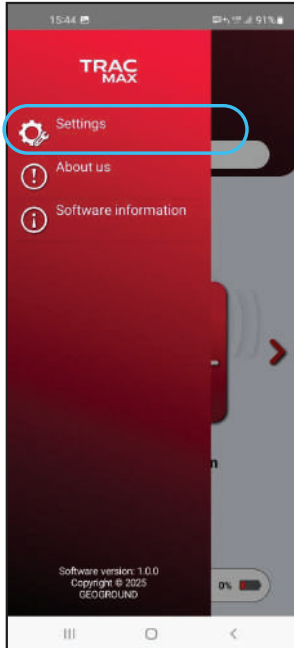 15:44
91%
TRAC
MAX
Settings
About us
Software information
n
Software version: 1.0.0
Copyright © 2025
GEOGROUND
0%